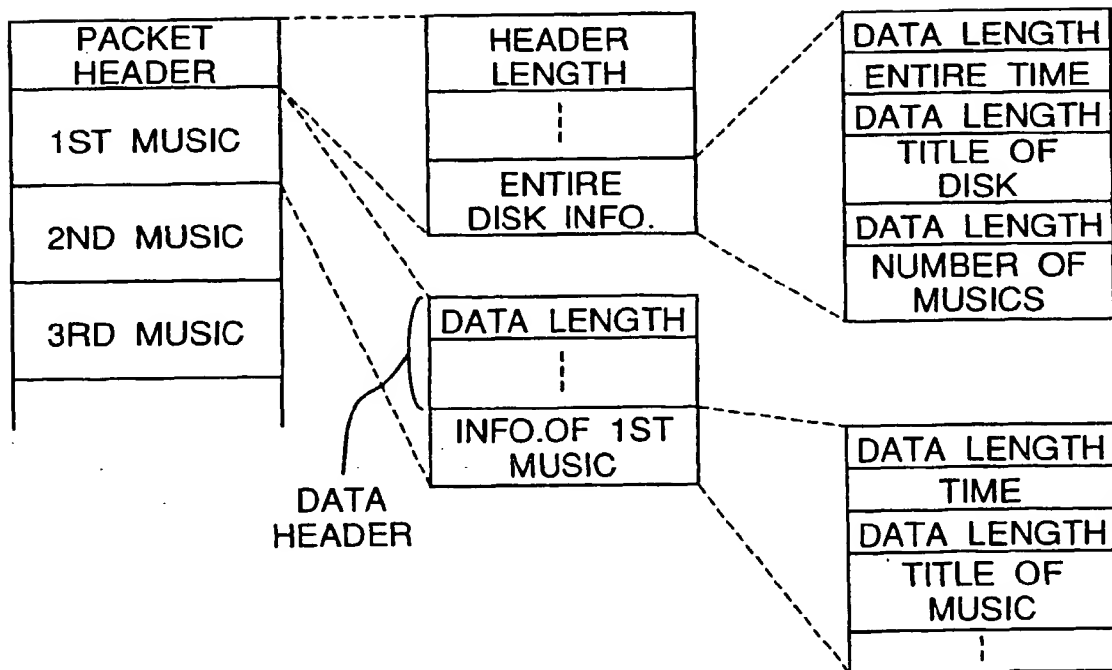 PACKET
HEADER
1ST MUSIC
2ND MUSIC
3RD MUSIC
HEADER
LENGTH
ENTIRE
DISK INFO.
DATA LENGTH
ENTIRE TIME
DATA LENGTH
TITLE OF
DISK
DATA LENGTH
NUMBER OF
MUSICS
DATA LENGTH
INFO.OF 1ST
MUSIC
DATA
HEADER
DATA LENGTH
TIME
DATA LENGTH
TITLE OF
MUSIC